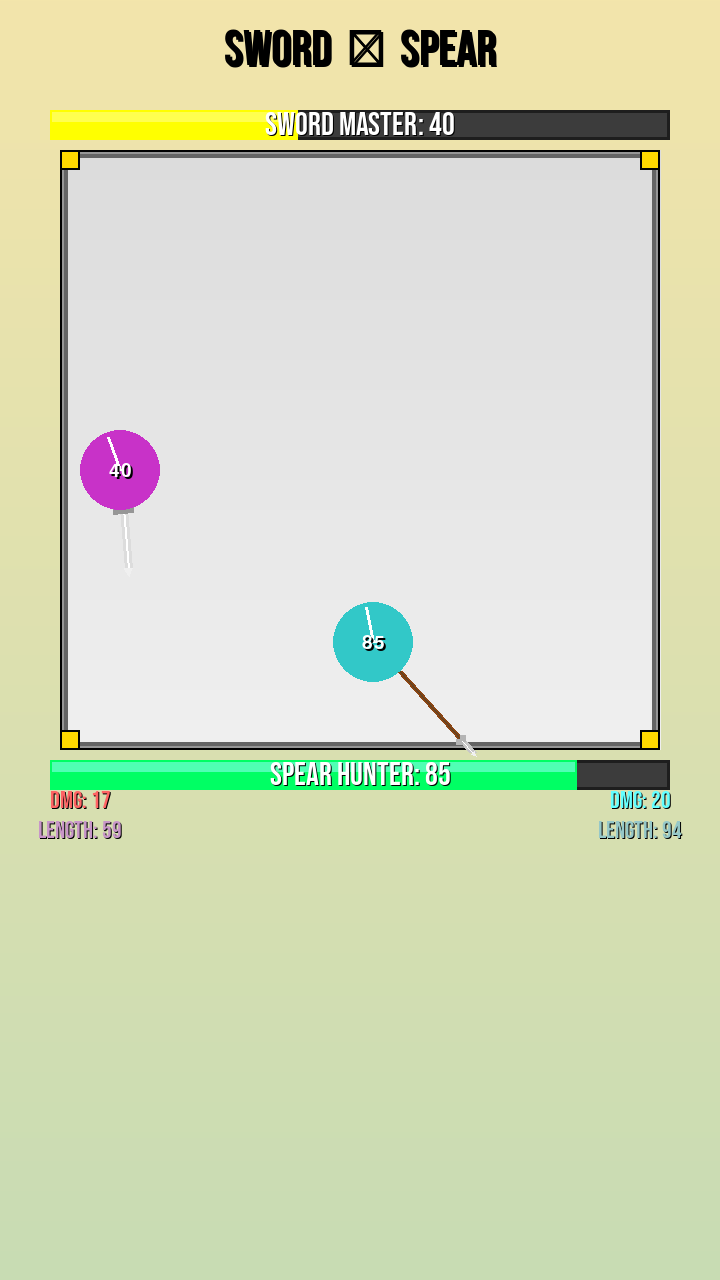 SWORD ☒ SPEAR
SWORD MASTER: 40
40
85
SPEAR HUNTER: 85
DMG: 17
DMG: 20
LENGTH: 59
LENGTH: 94